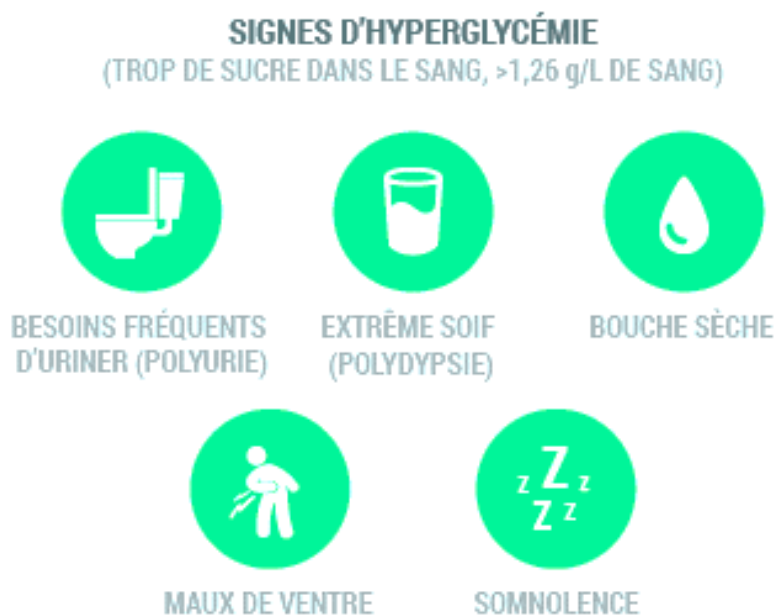 SIGNES D'HYPERGLYCÉMIE
(TROP DE SUCRE DANS LE SANG, >1,26 g/L DE SANG)
BESOINS FRÉQUENTS
D'URINER (POLYURIE)
EXTRÊME SOIF
(POLYDYPSIE)
BOUCHE SÈCHE
z Z z
Z z
MAUX DE VENTRE
SOMNOLENCE